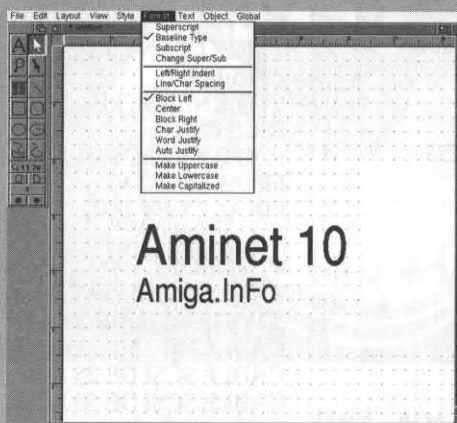 File Edit Layout View Style Format Text Object Global
Superscript
Baseline Type
Subscript
Change Super/Sub
Left/Right Indent
Line/Char Spacing
Block Left
Center
Block Right
Char Justify
Word Justify
Auto Justify
Make Uppercase
Make Lowercase
Make Capitalized
Aminet 10
Amiga.InFo